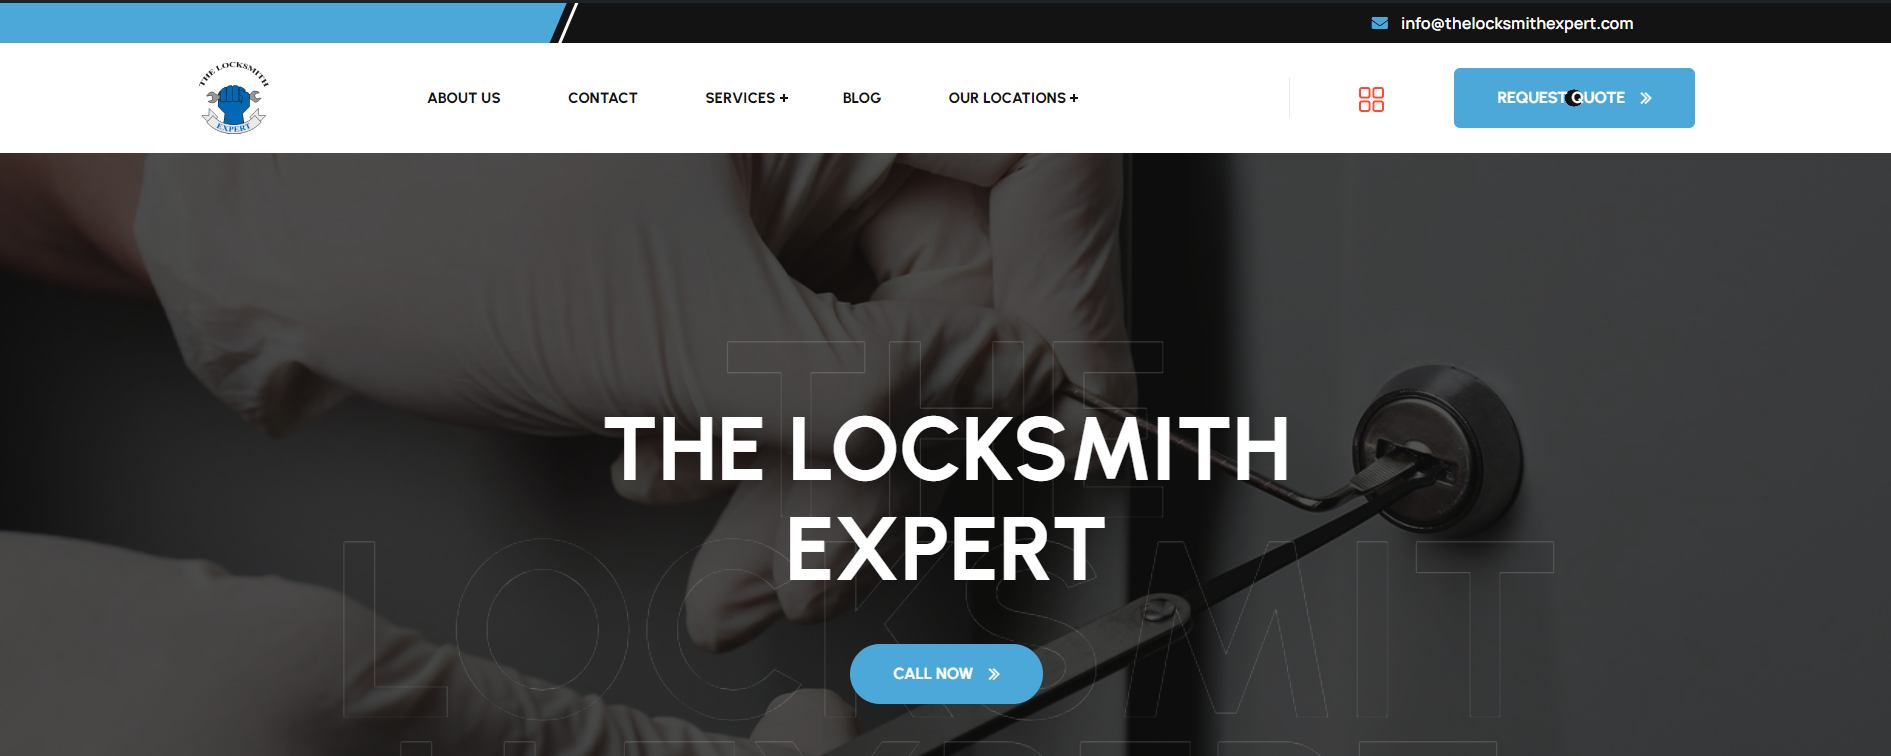 info@thelocksmithexpert.com
THE LOCKSMITH
EXPERT
ABOUT US
CONTACT
SERVICES +
BLOG
OUR LOCATIONS +
REQUEST QUOTE
THE
THE LOCKSMITH
EXPERT
LOCKSMIT
CALL NOW
H EXPERT